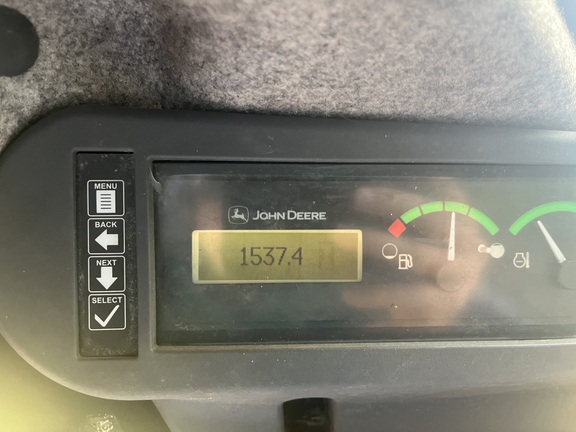 MENU
BACK
NEXT
SELECT
JOHN DEERE
1537.4